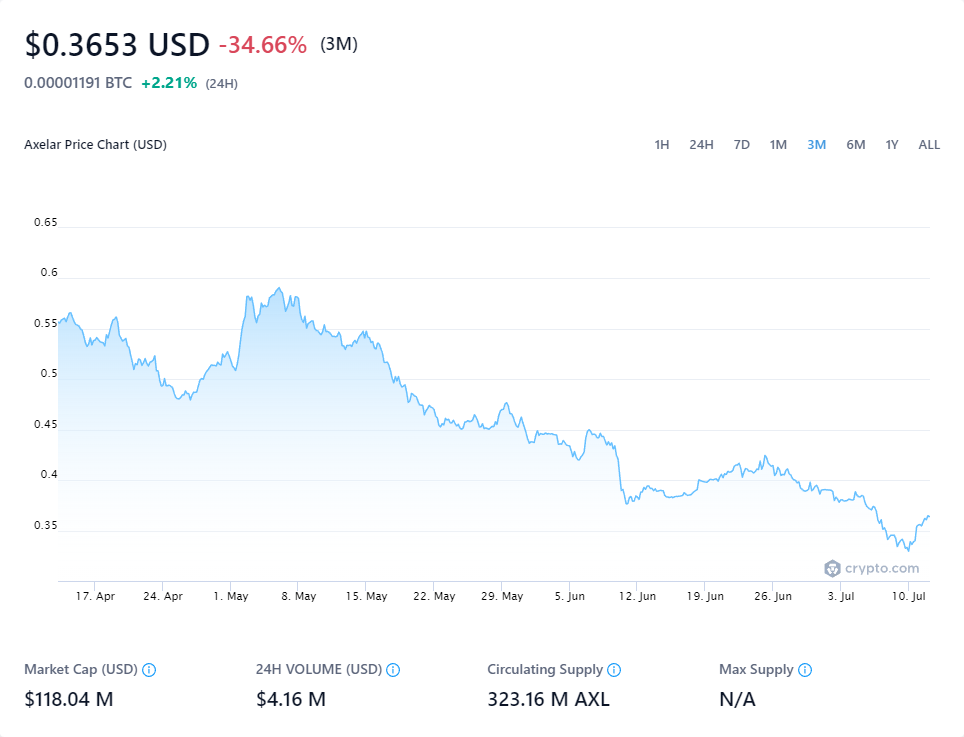 $0.3653 USD -34.66% (3M)
0.00001191 BTC +2.21% (24H)
Axelar Price Chart (USD)
1H 24H 7D 1M 3M 6M 1Y ALL
0.65
0.6
0.55
0.5
0.45
0.4
0.35
crypto.com
17. Apr 24. Apr 1. May 8. May 15. May 22. May 29. May 5. Jun 12. Jun 19. Jun 26. Jun 3. Jul 10. Jul
Market Cap (USD) 24H VOLUME (USD) Circulating Supply Max Supply
$118.04 M $4.16 M 323.16 M AXL N/A